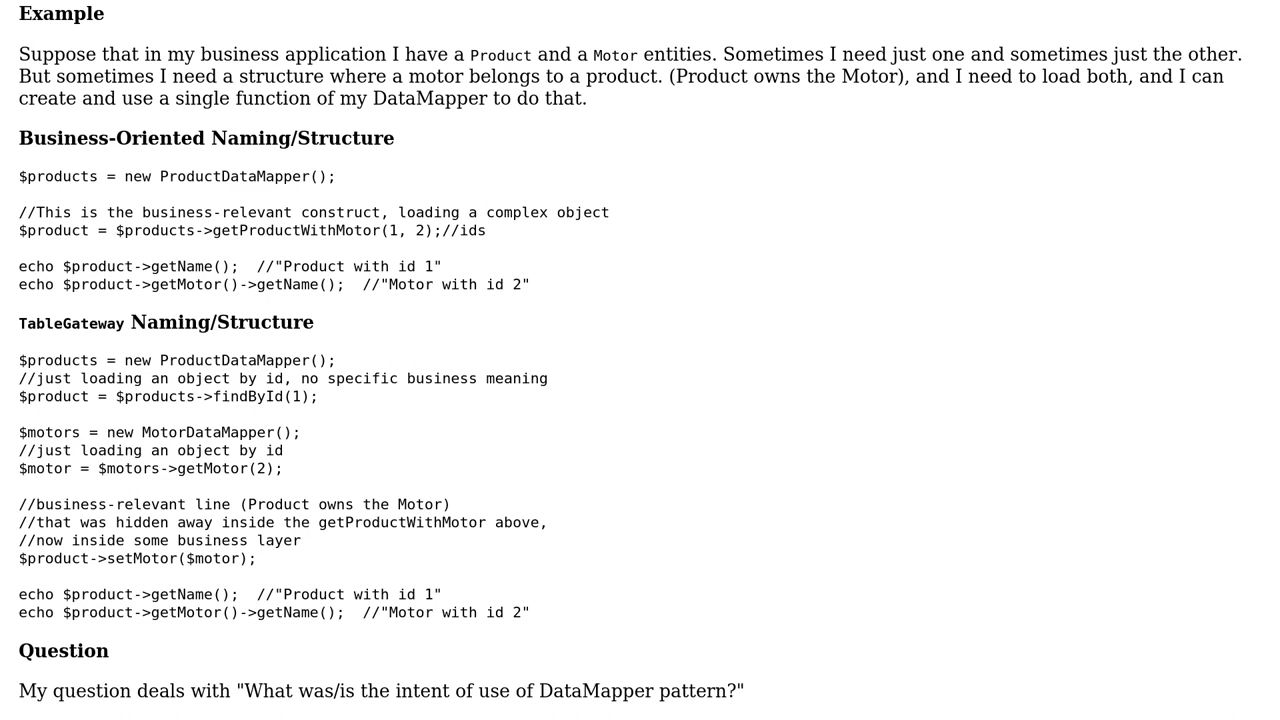 Example
Suppose that in my business application I have a Product and a Motor entities. Sometimes I need just one and sometimes just the other.
But sometimes I need a structure where a motor belongs to a product. (Product owns the Motor), and I need to load both, and I can
create and use a single function of my DataMapper to do that.
Business-Oriented Naming/Structure
$products = new ProductDataMapper();
//This is the business-relevant construct, loading a complex object
$product = $products->getProductWithMotor(1, 2);//ids
echo $product->getName();  //"Product with id 1"
echo $product->getMotor()->getName();  //"Motor with id 2"
TableGateway Naming/Structure
$products = new ProductDataMapper();
//just loading an object by id, no specific business meaning
$product = $products->findById(1);
$motors = new MotorDataMapper();
//just loading an object by id
$motor = $motors->getMotor(2);
//business-relevant line (Product owns the Motor)
//that was hidden away inside the getProductWithMotor above,
//now inside some business layer
$product->setMotor($motor);
echo $product->getName();  //"Product with id 1"
echo $product->getMotor()->getName();  //"Motor with id 2"
Question
My question deals with "What was/is the intent of use of DataMapper pattern?"